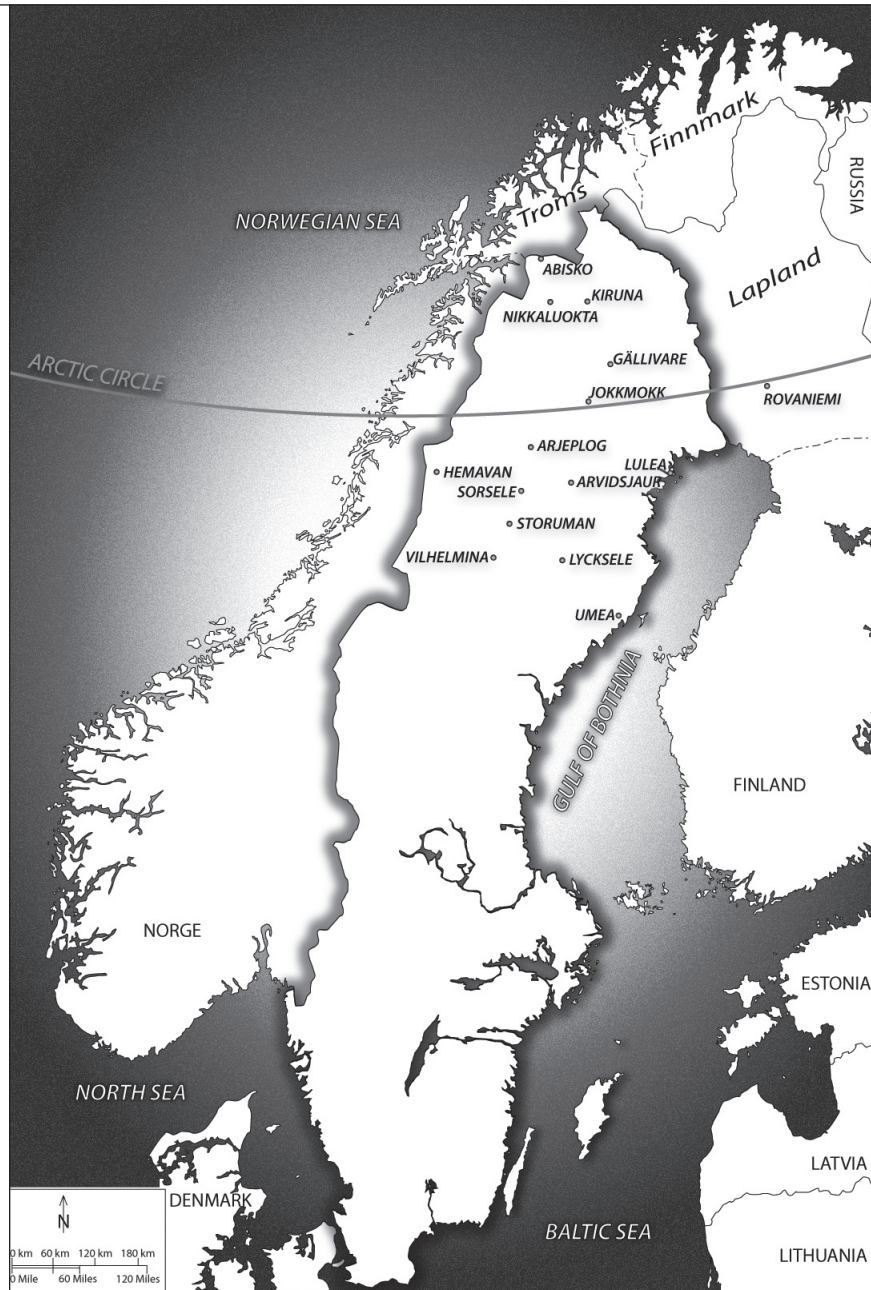 Finnmark
RUSSIA
Troms
NORWEGIAN SEA
ABISKO
Lapland
KIRUNA
NIKKALUOKTA
GÄLLIVARE
ARCTIC CIRCLE
JOKKMOKK
ROVANIEMI
ARJEPLOG
LULEA
HEMAVAN
ARVIDSJAUR
SORSELE
STORUMAN
VILHELMINA
LYCKSELE
UMEA
GULF OF BOTHNIA
FINLAND
NORGE
ESTONIA
NORTH SEA
LATVIA
DENMARK
N
BALTIC SEA
0 km 60 km 120 km 180 km
LITHUANIA
0 Mile 60 Miles 120 Miles